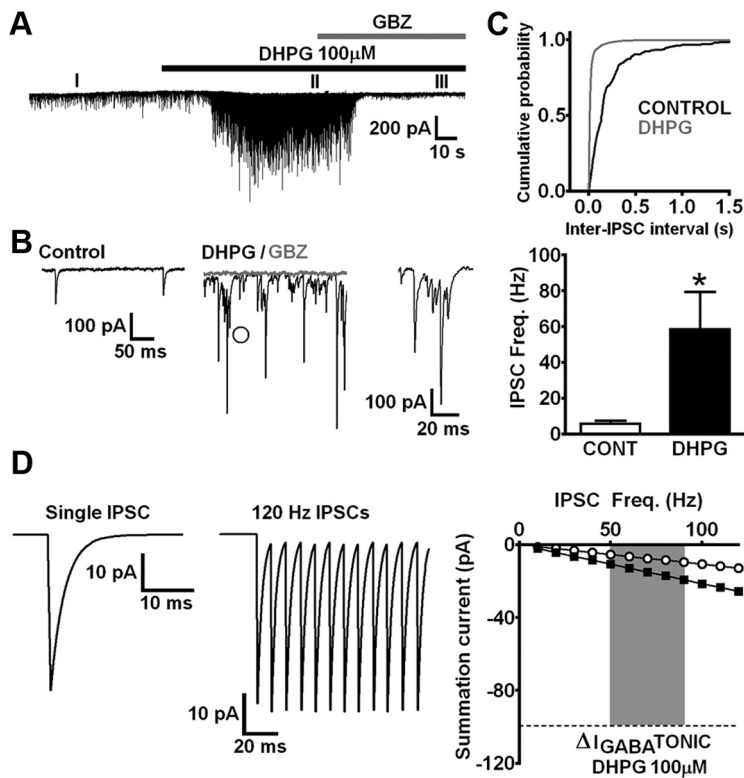 A
GBZ
DHPG 100μM
I
II
III
200 pA
10 s
B
Control
DHPG / GBZ
100 pA
50 ms
100 pA
20 ms
C
Cumulative probability
1.0
0.5
0.0
CONTROL
DHPG
0.0 0.5 1.0 1.5
Inter-IPSC interval (s)
IPSC Freq. (Hz)
100
80
60
40
20
0
*
CONT DHPG
D
Single IPSC
10 pA
10 ms
120 Hz IPSCs
10 pA
20 ms
IPSC Freq. (Hz)
0 50 100
Summation current (pA)
0
-40
-80
-120
Δ IGABATONIC
DHPG 100μM